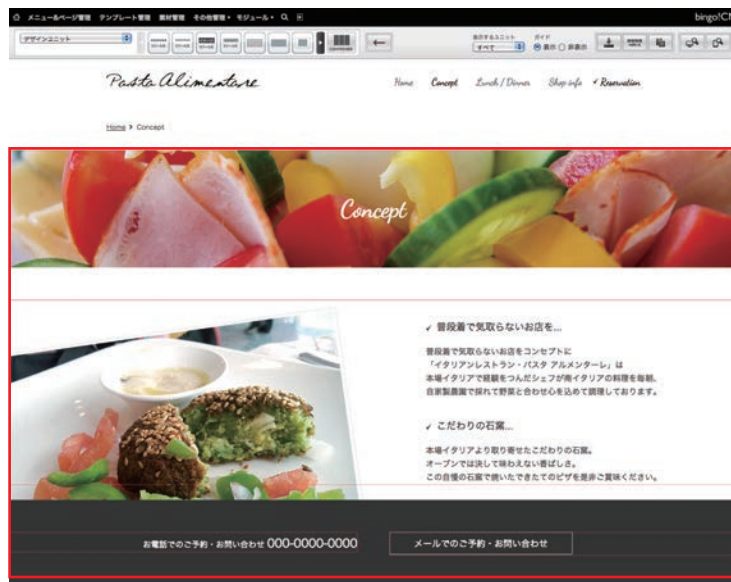 メニュー&ページ管理 テンプレート管理 素材管理 その他管理 モジュール bingo!CM
デザインユニット
表示するユニット ガイド
すべて 表示 非表示
Pasta Alimentare
Home Concept Lunch / Dinner Shop info Reservation
Home > Concept
Concept
普段着で気取らないお店を...
普段着で気取らないお店をコンセプトに
「イタリアンレストラン・パスタ アルメンターレ」は
本場イタリアで経験をつんだシェフが南イタリアの料理を毎朝、
自家製農園で採れて野菜と合わせ心を込めて調理しております。
こだわりの石窯...
本場イタリアより取り寄せたこだわりの石窯。
オーブンでは決して味わえない香ばしさ。
この自慢の石窯で焼いたできたてのピザを是非ご賞味ください。
お電話でのご予約・お問い合わせ 000-0000-0000
メールでのご予約・お問い合わせ